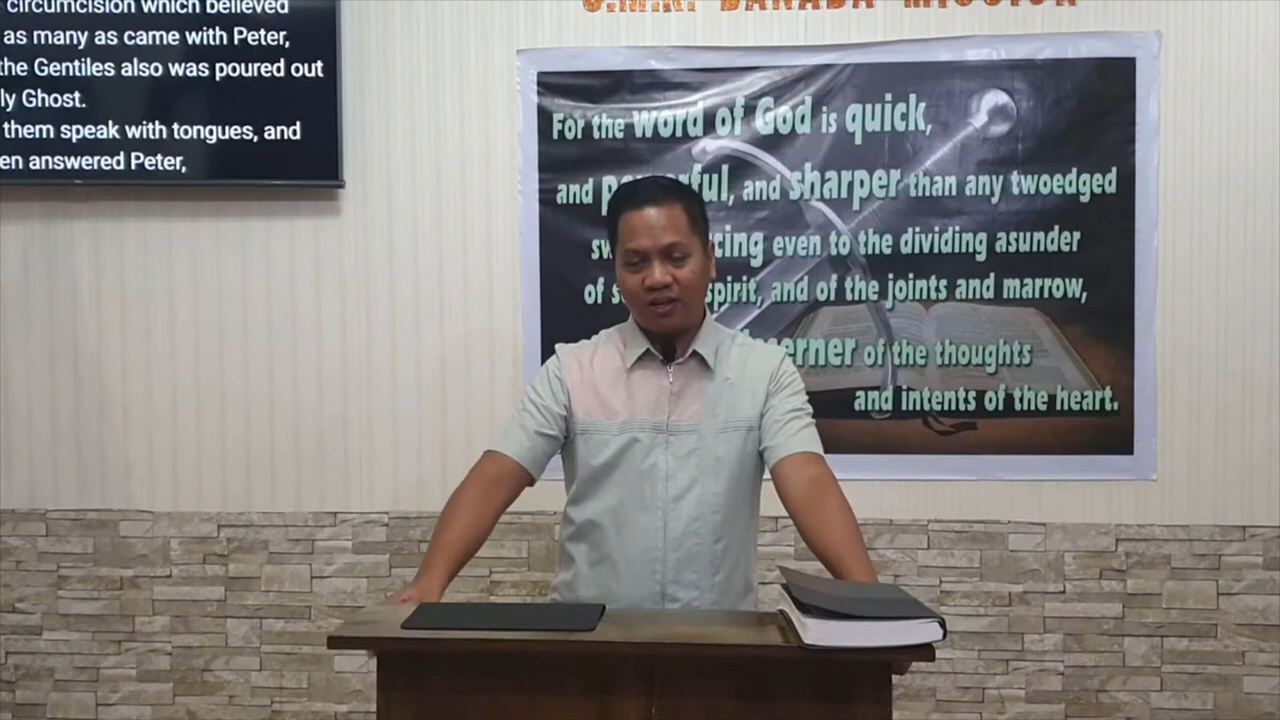 circumcision which believed
as many as came with Peter,
the Gentiles also was poured out
ly Ghost.
them speak with tongues, and
en answered Peter,
For the word of God is quick,
and ful, and sharper than any twoedged
cing even to the dividing asunder
of spirit, and of the joints and marrow,
erner of the thoughts
and intents of the heart.